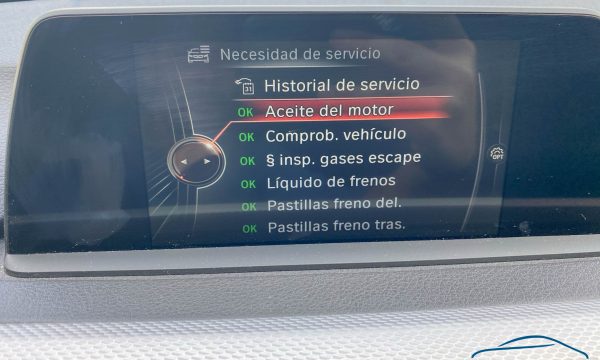 Necesidad de servicio
31 Historial de servicio
OK Aceite del motor
OK Comprob. vehículo
OK § insp. gases escape
OK Líquido de frenos
OK Pastillas freno del.
OK Pastillas freno tras.
OPT